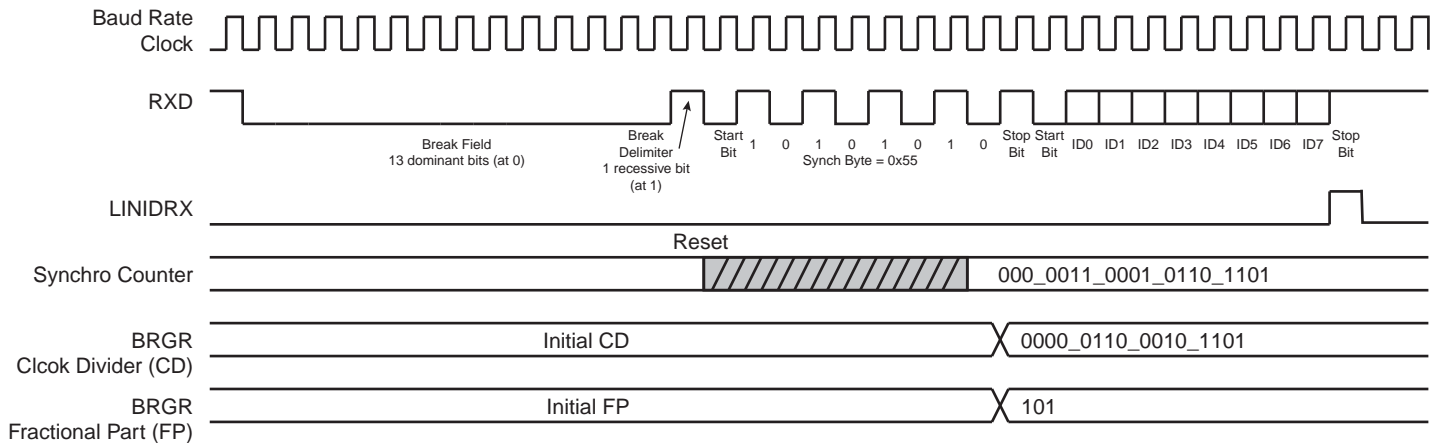 Baud Rate
Clock
RXD
Break Field
13 dominant bits (at 0)
Break
Delimiter
1 recessive bit
(at 1)
Start
Bit
1 0 1 0 1 0 1 0
Synch Byte = 0x55
Stop
Bit
Start
Bit
ID0 ID1 ID2 ID3 ID4 ID5 ID6 ID7
Stop
Bit
LINIDRX
Reset
Synchro Counter
000_0011_0001_0110_1101
BRGR
Clcok Divider (CD)
Initial CD
0000_0110_0010_1101
BRGR
Fractional Part (FP)
Initial FP
101